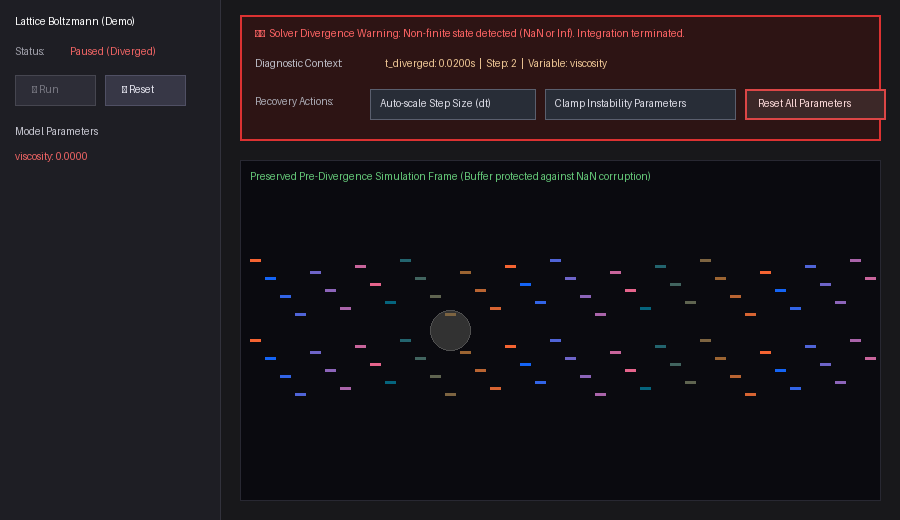 Lattice Boltzmann (Demo)
Status: Paused (Diverged)
Run Reset
Model Parameters
viscosity: 0.0000
Solver Divergence Warning: Non-finite state detected (NaN or Inf). Integration terminated.
Diagnostic Context: t_diverged: 0.0200s | Step: 2 | Variable: viscosity
Recovery Actions: Auto-scale Step Size (dt) Clamp Instability Parameters Reset All Parameters
Preserved Pre-Divergence Simulation Frame (Buffer protected against NaN corruption)